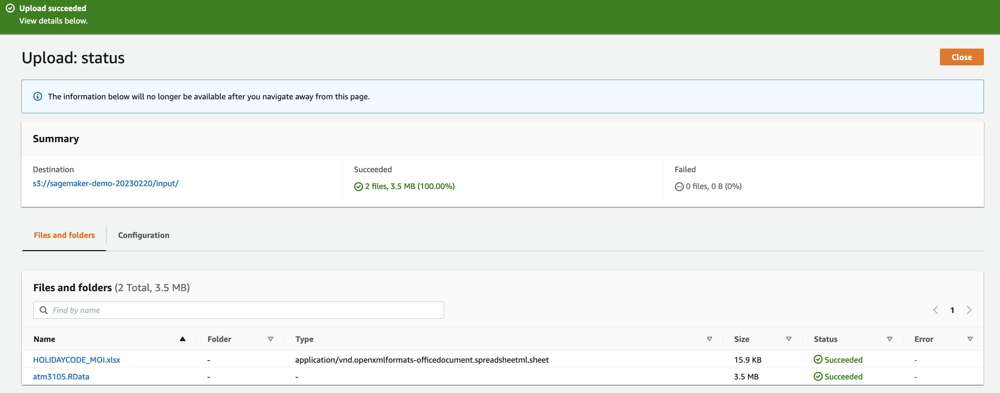 Upload succeeded
View details below.
Upload: status
Close
The information below will no longer be available after you navigate away from this page.
Summary
Destination
s3://sagemaker-demo-20230220/input/
Succeeded
2 files, 3.5 MB (100.00%)
Failed
0 files, 0 B (0%)
Files and folders
Configuration
Files and folders (2 Total, 3.5 MB)
Find by name
1
Name Folder Type Size Status Error
HOLIDAYCODE_MOI.xlsx - application/vnd.openxmlformats-officedocument.spreadsheetml.sheet 15.9 KB Succeeded -
atm3105.RData - - 3.5 MB Succeeded -